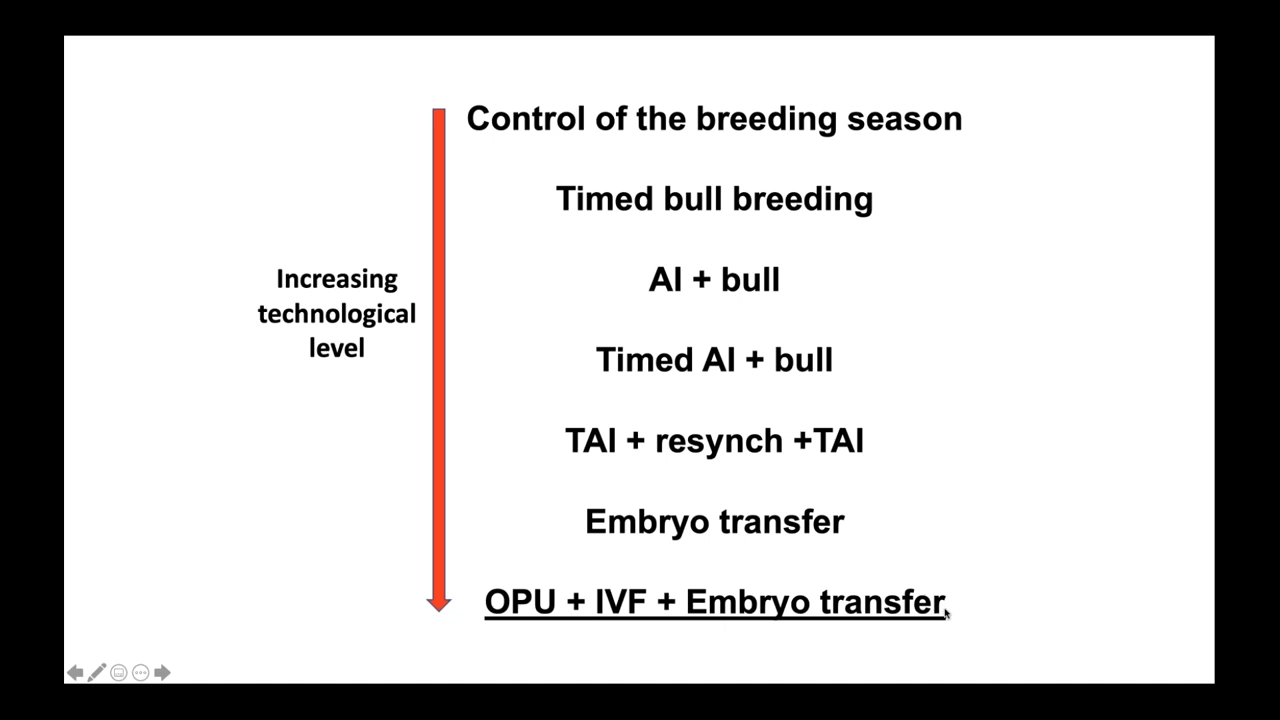 Control of the breeding season
Timed bull breeding
AI + bull
Timed AI + bull
TAI + resynch +TAI
Embryo transfer
OPU + IVF + Embryo transfer
Increasing
technological
level